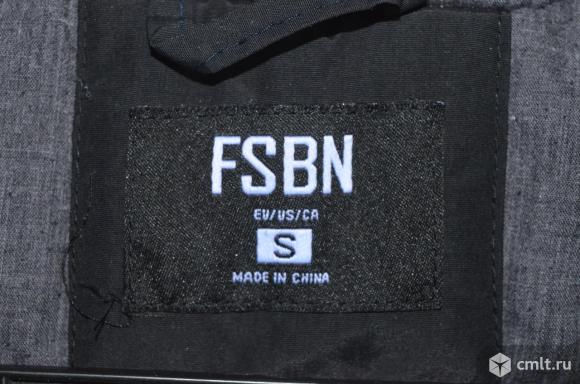 FSBN
EU/US/CA
S
MADE IN CHINA
cmlt.ru